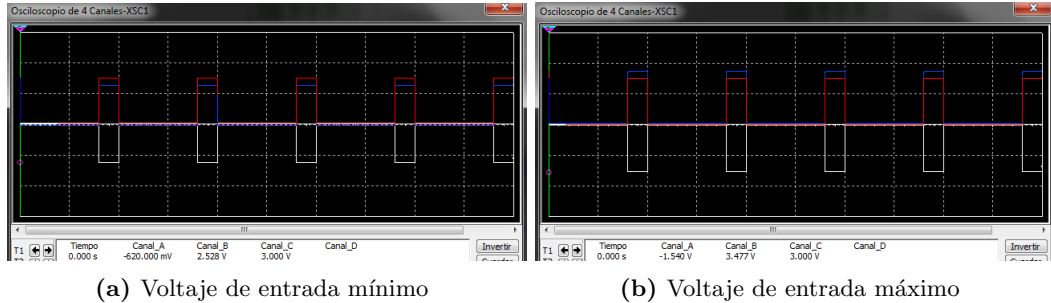 Osciloscopio de 4 Canales-XSC1
T1
Tiempo Canal_A Canal_B Canal_C Canal_D
0.000 s -620.000 mV 2.528 V 3.000 V
Invertir
(a) Voltaje de entrada mínimo
Osciloscopio de 4 Canales-XSC1
T1
Tiempo Canal_A Canal_B Canal_C Canal_D
0.000 s -1.540 V 3.477 V 3.000 V
Invertir
(b) Voltaje de entrada máximo